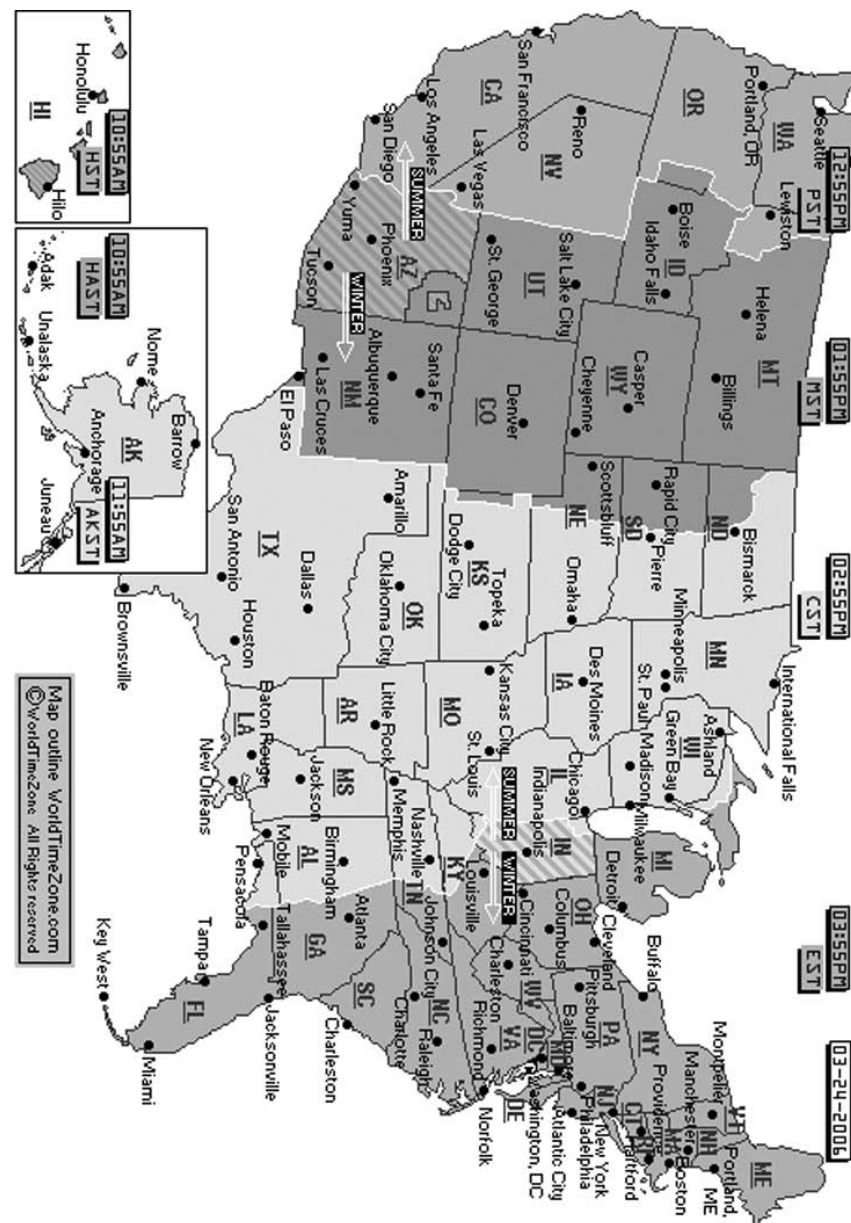 12:55PM
PST
01:55PM
MST
02:55PM
CST
03:55PM
EST
03-24-2006
Seattle
WA
Portland, OR
OR
Lewiston
Helena
MT
Billings
Boise
ID
Idaho Falls
Reno
NV
San Francisco
CA
Las Vegas
Los Angeles
San Diego
SUMMER
Salt Lake City
UT
St. George
Casper
WY
Cheyenne
Denver
CO
Yuma
Phoenix
AZ
Tucson
WINTER
Santa Fe
Albuquerque
NM
Las Cruces
El Paso
Bismarck
ND
Rapid City
SD
Pierre
Scottsbluff
NE
Omaha
Topeka
KS
Dodge City
Amarillo
OK
Oklahoma City
TX
Dallas
San Antonio
Houston
Brownsville
International Falls
MN
Minneapolis
St. Paul
Ashland
WI
Green Bay
Madison
Milwaukee
Des Moines
IA
Kansas City
MO
St. Louis
Chicago
IL
Indianapolis
IN
SUMMER
WINTER
Little Rock
AR
Baton Rouge
LA
New Orleans
Jackson
MS
Memphis
Nashville
TN
KY
Louisville
Birmingham
AL
Mobile
Pensacola
MI
Detroit
OH
Cleveland
Columbus
Cincinnati
Charleston
WV
Pittsburgh
PA
Buffalo
NY
Johnson City
NC
Raleigh
Charlotte
Atlanta
GA
SC
Charleston
Tallahassee
Jacksonville
Tampa
FL
Miami
Key West
Richmond
VA
Norfolk
DC
MD
Baltimore
Washington, DC
DE
Atlantic City
Philadelphia
NJ
New York
Hartford
CT
RI
Providence
MA
Boston
Manchester
NH
Montpelier
VT
Portland,
ME
ME
10:55AM
HST
Honolulu
HI
Hilo
10:55AM
HAST
11:55AM
AKST
Adak
Unalaska
Nome
Barrow
AK
Anchorage
Juneau
Map outline WorldTimeZone.com
©WorldTimeZone All Rights reserved